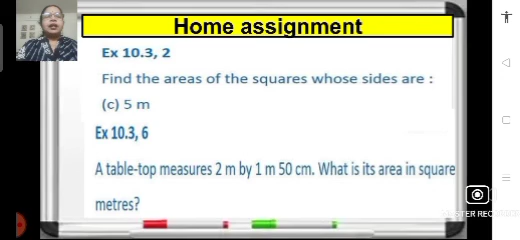 Home assignment
Ex 10.3, 2
Find the areas of the squares whose sides are :
(c) 5 m
Ex 10.3, 6
A table-top measures 2 m by 1 m 50 cm. What is its area in square
metres?